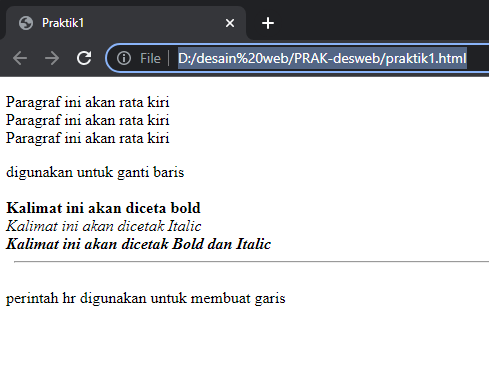 Praktik1
File
D:/desain%20web/PRAK-desweb/praktik1.html
Paragraf ini akan rata kiri
Paragraf ini akan rata kiri
Paragraf ini akan rata kiri
digunakan untuk ganti baris
Kalimat ini akan diceta bold
Kalimat ini akan dicetak Italic
Kalimat ini akan dicetak Bold dan Italic
perintah hr digunakan untuk membuat garis